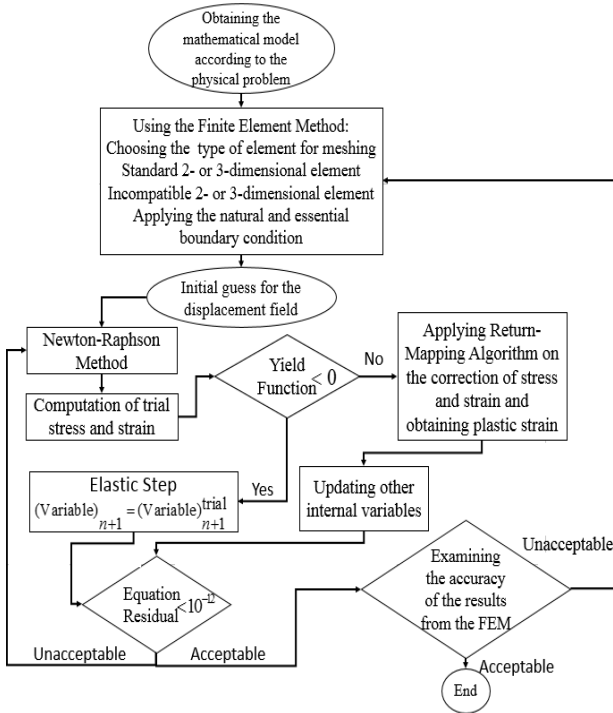 Obtaining the
mathematical model
according to the
physical problem
Using the Finite Element Method:
Choosing the type of element for meshing
Standard 2- or 3-dimensional element
Incompatible 2- or 3-dimensional element
Applying the natural and essential
boundary condition
Initial guess for the
displacement field
Newton-Raphson
Method
Computation of trial
stress and strain
Yield
Function < 0
No
Applying Return-
Mapping Algorithm on
the correction of stress
and strain and
obtaining plastic strain
Yes
Elastic Step
(Variable)n+1 = (Variable)trial n+1
Updating other
internal variables
Equation
Residual <10^-12
Unacceptable
Acceptable
Examining
the accuracy
of the results
from the FEM
Unacceptable
Acceptable
End